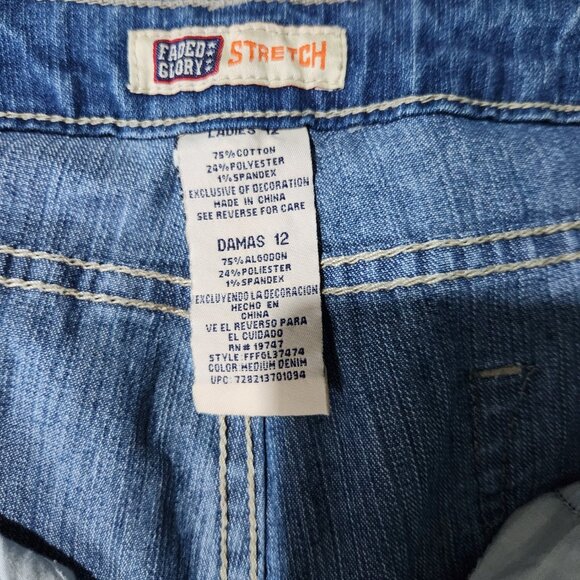 FADED GLORY
STRETCH
LADIES 12
75% COTTON
24% POLYESTER
1% SPANDEX
EXCLUSIVE OF DECORATION
MADE IN CHINA
SEE REVERSE FOR CARE
DAMAS 12
75% ALGODON
24% POLIESTER
1% SPANDEX
EXCLUYENDO LA DECORACION
HECHO EN
CHINA
VE EL REVERSO PARA
EL CUIDADO
RN# 19747
STYLE: FFFGL37474
COLOR: MEDIUM DENIM
UPC: 728213701094